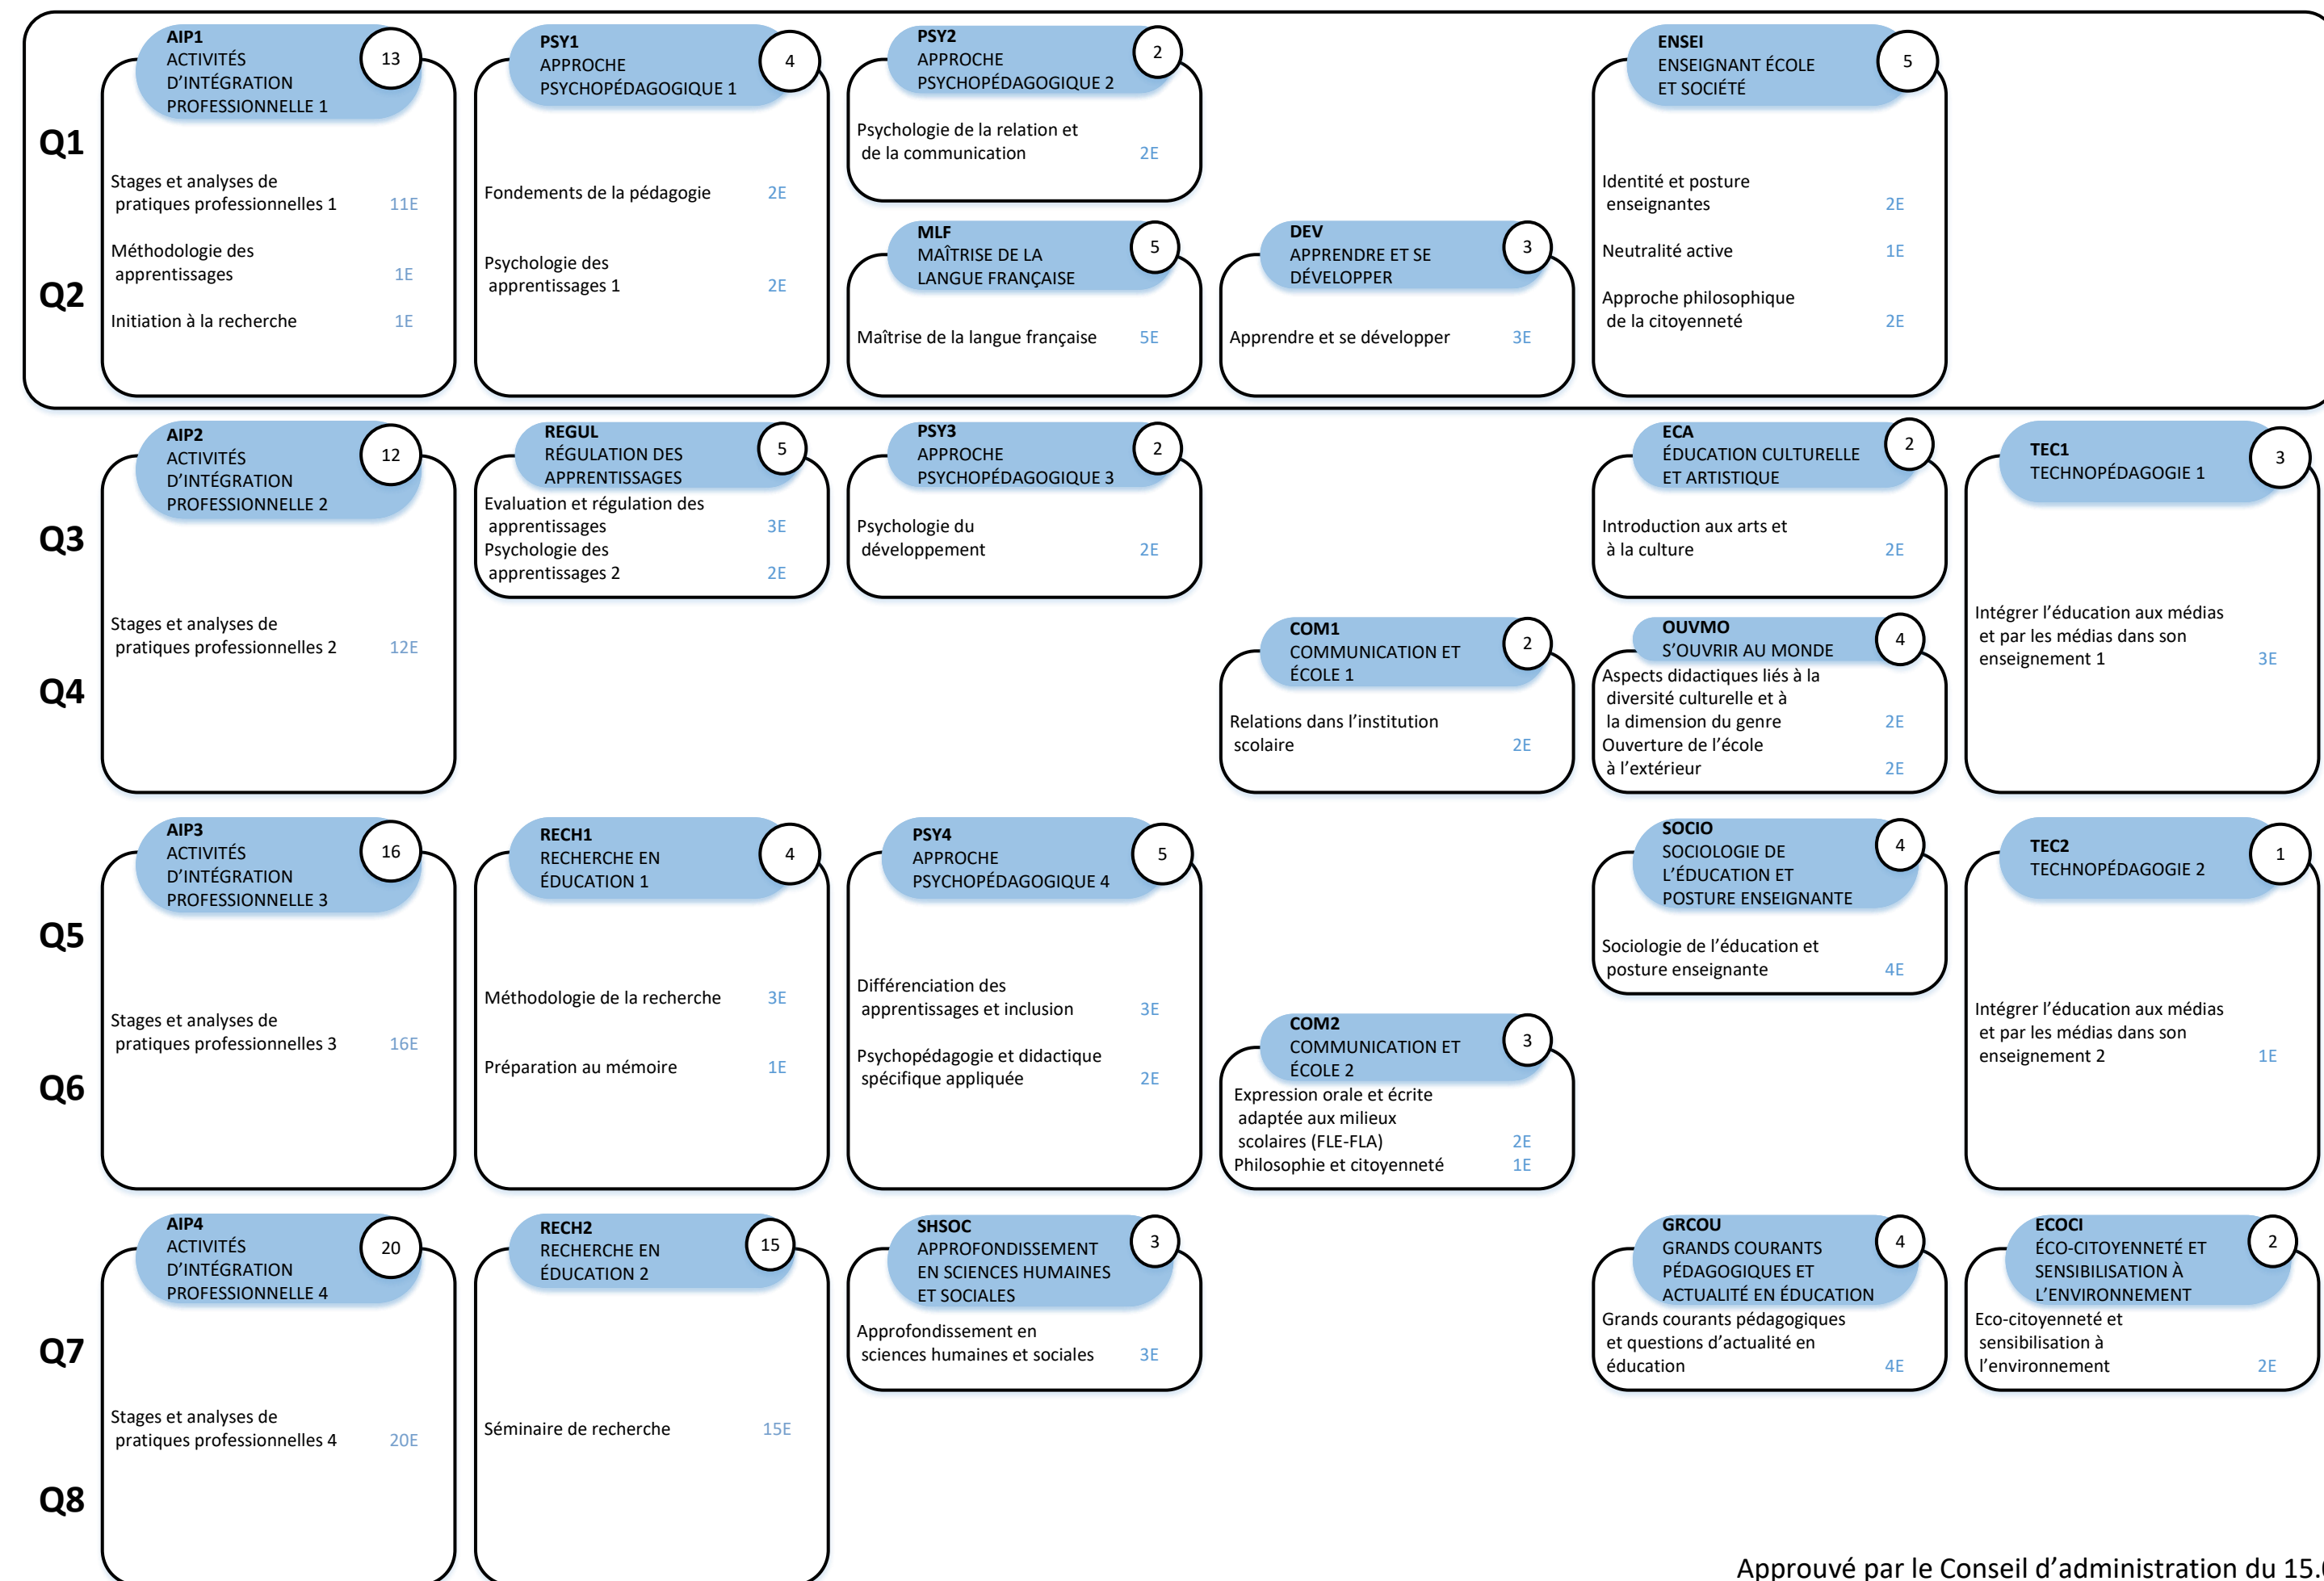 Q1
Q2
AIP1
ACTIVITÉS
D'INTÉGRATION
PROFESSIONNELLE 1
13
Stages et analyses de
pratiques professionnelles 1 11E
Méthodologie des
apprentissages 1E
Initiation à la recherche 1E
PSY1
APPROCHE
PSYCHOPÉDAGOGIQUE 1
4
Fondements de la pédagogie 2E
Psychologie des
apprentissages 1 2E
PSY2
APPROCHE
PSYCHOPÉDAGOGIQUE 2
2
Psychologie de la relation et
de la communication 2E
MLF
MAÎTRISE DE LA
LANGUE FRANÇAISE
5
Maîtrise de la langue française 5E
DEV
APPRENDRE ET SE
DÉVELOPPER
3
Apprendre et se développer 3E
ENSEI
ENSEIGNANT ÉCOLE
ET SOCIÉTÉ
5
Identité et posture
enseignantes 2E
Neutralité active 1E
Approche philosophique
de la citoyenneté 2E
Q3
Q4
AIP2
ACTIVITÉS
D'INTÉGRATION
PROFESSIONNELLE 2
12
Stages et analyses de
pratiques professionnelles 2 12E
REGUL
RÉGULATION DES
APPRENTISSAGES
5
Evaluation et régulation des
apprentissages 3E
Psychologie des
apprentissages 2 2E
PSY3
APPROCHE
PSYCHOPÉDAGOGIQUE 3
2
Psychologie du
développement 2E
COM1
COMMUNICATION ET
ÉCOLE 1
2
Relations dans l'institution
scolaire 2E
ECA
ÉDUCATION CULTURELLE
ET ARTISTIQUE
2
Introduction aux arts et
à la culture 2E
OUVMO
S'OUVRIR AU MONDE
4
Aspects didactiques liés à la
diversité culturelle et à
la dimension du genre 2E
Ouverture de l'école
à l'extérieur 2E
TEC1
TECHNOPÉDAGOGIE 1
3
Intégrer l'éducation aux médias
et par les médias dans son
enseignement 1 3E
Q5
Q6
AIP3
ACTIVITÉS
D'INTÉGRATION
PROFESSIONNELLE 3
16
Stages et analyses de
pratiques professionnelles 3 16E
RECH1
RECHERCHE EN
ÉDUCATION 1
4
Méthodologie de la recherche 3E
Préparation au mémoire 1E
PSY4
APPROCHE
PSYCHOPÉDAGOGIQUE 4
5
Différenciation des
apprentissages et inclusion 3E
Psychopédagogie et didactique
spécifique appliquée 2E
COM2
COMMUNICATION ET
ÉCOLE 2
3
Expression orale et écrite
adaptée aux milieux
scolaires (FLE-FLA) 2E
Philosophie et citoyenneté 1E
SOCIO
SOCIOLOGIE DE
L'ÉDUCATION ET
POSTURE ENSEIGNANTE
4
Sociologie de l'éducation et
posture enseignante 4E
TEC2
TECHNOPÉDAGOGIE 2
1
Intégrer l'éducation aux médias
et par les médias dans son
enseignement 2 1E
Q7
Q8
AIP4
ACTIVITÉS
D'INTÉGRATION
PROFESSIONNELLE 4
20
Stages et analyses de
pratiques professionnelles 4 20E
RECH2
RECHERCHE EN
ÉDUCATION 2
15
Séminaire de recherche 15E
SHSOC
APPROFONDISSEMENT
EN SCIENCES HUMAINES
ET SOCIALES
3
Approfondissement en
sciences humaines et sociales 3E
GRCOU
GRANDS COURANTS
PÉDAGOGIQUES ET
ACTUALITÉ EN ÉDUCATION
4
Grands courants pédagogiques
et questions d'actualité en
éducation 4E
ECOCI
ÉCO-CITOYENNETÉ ET
SENSIBILISATION À
L'ENVIRONNEMENT
2
Eco-citoyenneté et
sensibilisation à
l'environnement 2E
Approuvé par le Conseil d'administration du 15.